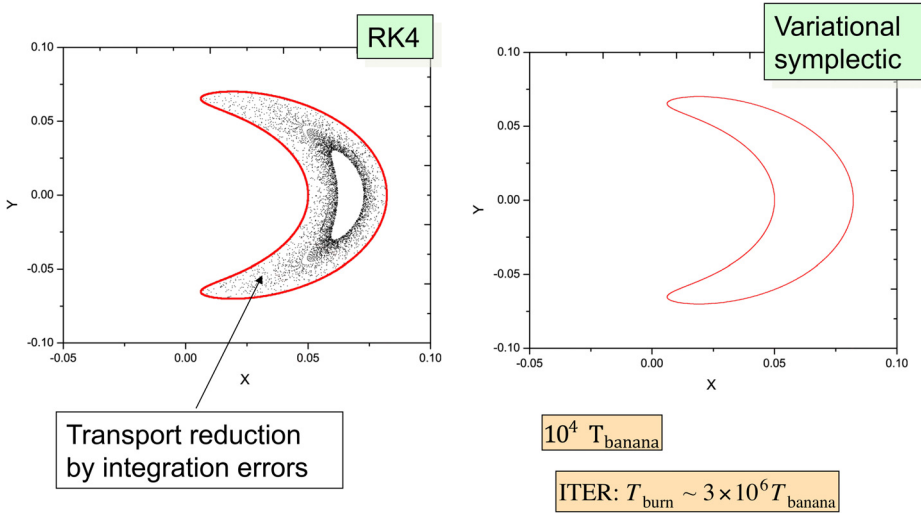 RK4
0.10
0.05
0.00
-0.05
-0.10
Y
-0.05
0.00
0.05
0.10
X
Transport reduction
by integration errors
Variational
symplectic
0.10
0.05
0.00
-0.05
-0.10
Y
-0.05
0.00
0.05
0.10
X
10⁴ T_banana
ITER: T_burn ~ 3×10⁶ T_banana